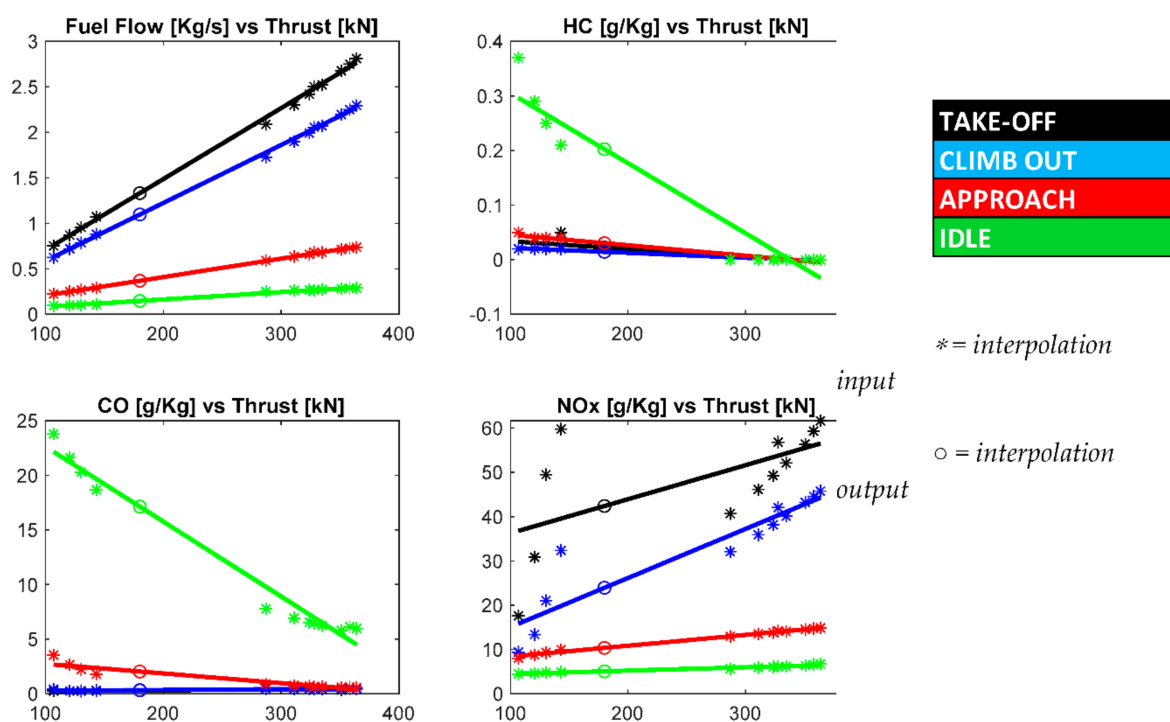 Fuel Flow [Kg/s] vs Thrust [kN]
3
2.5
2
1.5
1
0.5
0
100 200 300 400
HC [g/Kg] vs Thrust [kN]
0.4
0.3
0.2
0.1
0
-0.1
100 200 300
TAKE-OFF
CLIMB OUT
APPROACH
IDLE
* = interpolation
input
○ = interpolation
output
CO [g/Kg] vs Thrust [kN]
25
20
15
10
5
0
100 200 300 400
NOx [g/Kg] vs Thrust [kN]
60
50
40
30
20
10
0
100 200 300